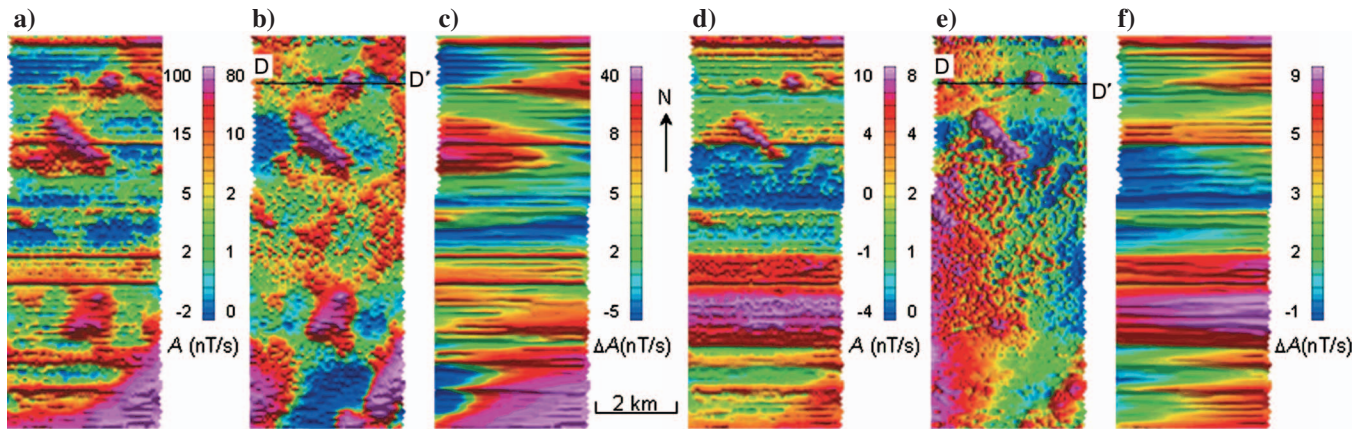 a) b) c) d) e) f)
D D′ N D D′
100 80 40 10 8 9
15 10 8 4 4 5
5 2 5 0 2 3
2 1 2 -1 1 2
-2 0 -5 -4 0 -1
A (nT/s) ΔA(nT/s) A (nT/s) ΔA(nT/s)
2 km